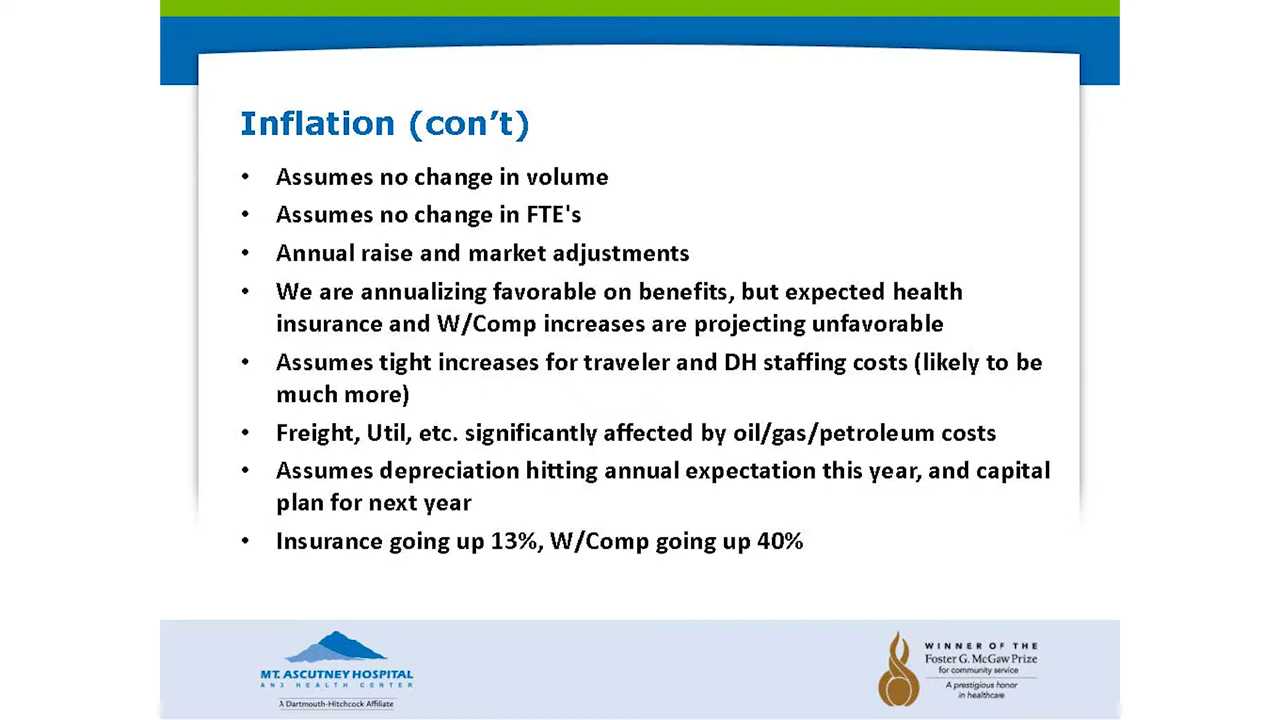 Inflation (con't)
• Assumes no change in volume
• Assumes no change in FTE's
• Annual raise and market adjustments
• We are annualizing favorable on benefits, but expected health
insurance and W/Comp increases are projecting unfavorable
• Assumes tight increases for traveler and DH staffing costs (likely to be
much more)
• Freight, Util, etc. significantly affected by oil/gas/petroleum costs
• Assumes depreciation hitting annual expectation this year, and capital
plan for next year
• Insurance going up 13%, W/Comp going up 40%
MT. ASCUTNEY HOSPITAL
AND HEALTH CENTER
A Dartmouth-Hitchcock Affiliate
WINNER OF THE
Foster G. McGaw Prize
for community service
A prestigious honor
in healthcare